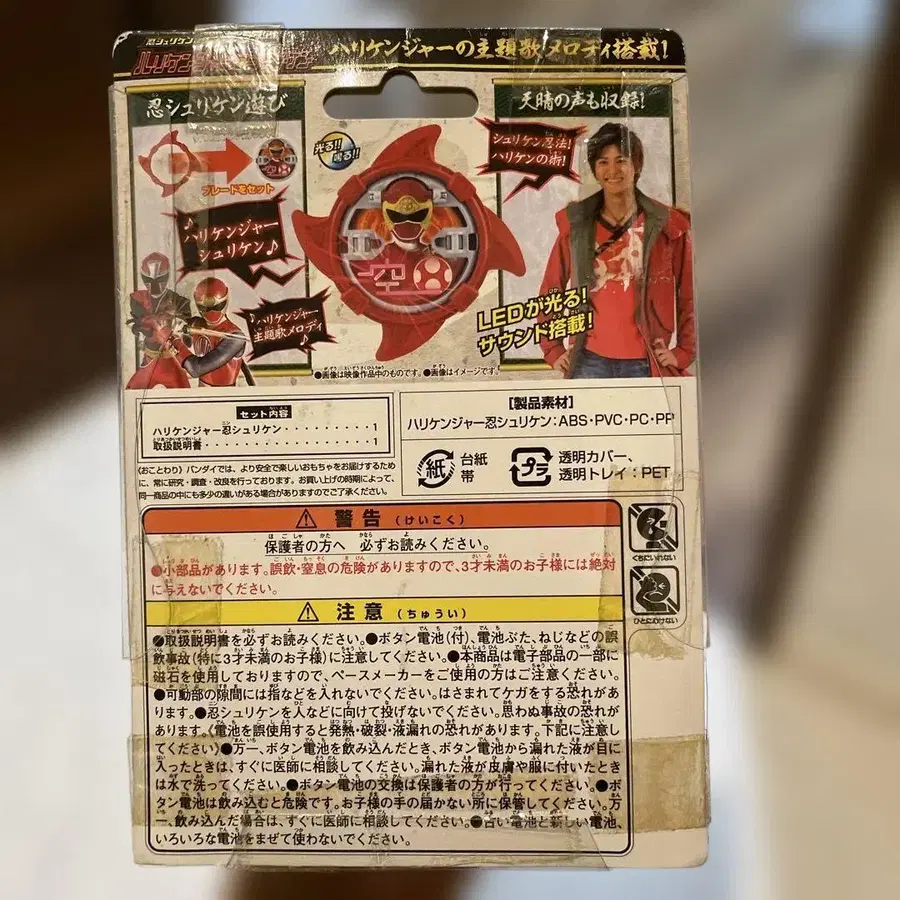 忍シュリケン
ハリケンジャーの主題歌メロディ搭載!
忍シュリケン遊び
ブレードをセット
♪ハリケンジャー
シュリケン♪
♪ハリケンジャー
主題歌メロディ♪
光る!!
鳴る!!
空
天晴の声も収録!
シュリケン忍法!
ハリケンの術!
LEDが光る!
サウンド搭載!
●画像は映像作品中のものです。●画像はイメージです。
セット内容
ハリケンジャー忍シュリケン・・・・・・・・・・1
取扱説明書・・・・・・・・・・・・・・・・・・・・1
〈おことわり〉バンダイでは、より安全で楽しいおもちゃをお届けするため
に、常に研究・調査・改良を行っております。お買い上げの時期によって、
同一商品の中にも多少の違いがある場合がありますのでご了承ください。
【製品素材】
ハリケンジャー忍シュリケン:ABS・PVC・PC・PP
紙
台紙
帯
プラ
透明カバー、
透明トレイ:PET
警告(けいこく)
保護者の方へ 必ずお読みください。
●小部品があります。誤飲・窒息の危険がありますので、3才未満のお子様には絶対
に与えないでください。
注意(ちゅうい)
●取扱説明書を必ずお読みください。●ボタン電池(付)、電池ぶた、ねじなどの誤
飲事故(特に3才未満のお子様)に注意してください。●本商品は電子部品の一部に
磁石を使用しておりますので、ペースメーカーをご使用の方はご注意ください。
●可動部の隙間には指などを入れないでください。はさまれてケガをする恐れがあ
ります。●忍シュリケンを人などに向けて投げないでください。思わぬ事故の恐れが
あります。《電池を誤使用すると発熱・破裂・液漏れの恐れがあります。下記に注意し
てください》●万一、ボタン電池を飲み込んだとき、ボタン電池から漏れた液が目に
入ったときは、すぐに医師に相談してください。漏れた液が皮膚や服に付いたとき
は水で洗ってください。●ボタン電池の交換は保護者の方が行ってください。●ボ
タン電池は飲み込むと危険です。お子様の手の届かない所に保管してください。万
一、飲み込んだ場合は、すぐに医師に相談してください。●古い電池と新しい電池、
いろいろな電池をまぜて使わないでください。
くちにいれない
ひとにむけない